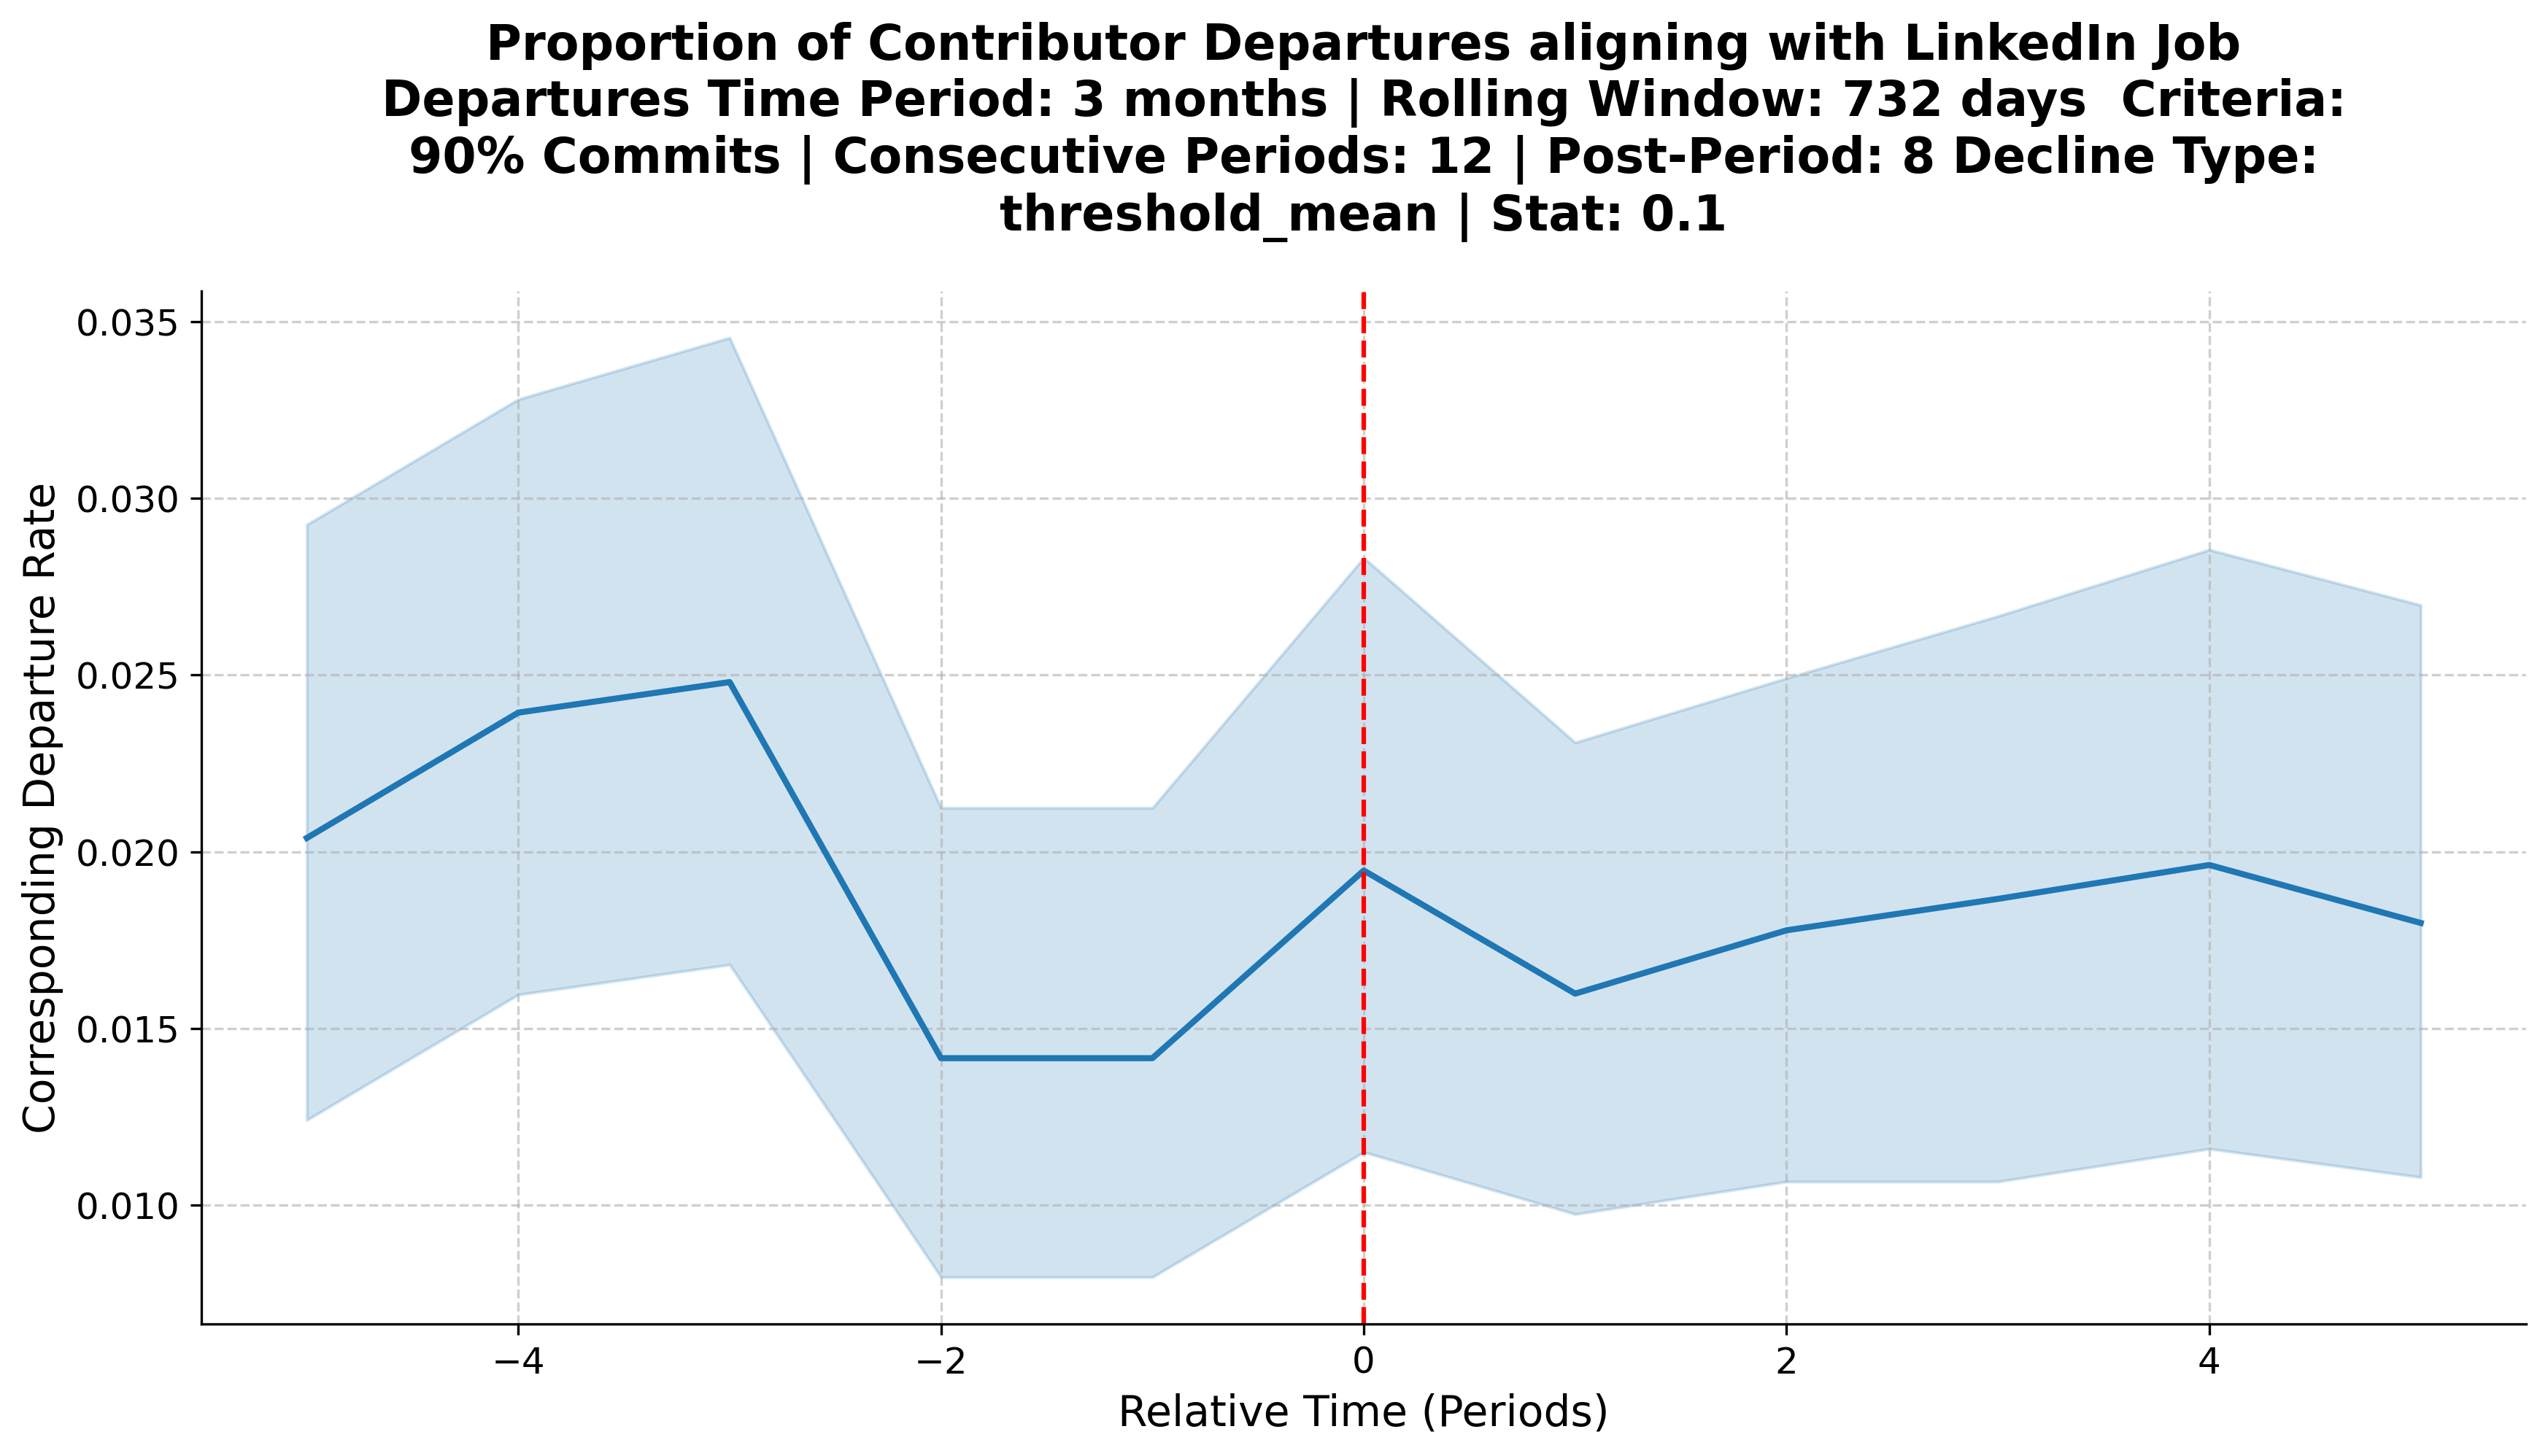 Proportion of Contributor Departures aligning with LinkedIn Job
Departures Time Period: 3 months | Rolling Window: 732 days  Criteria:
90% Commits | Consecutive Periods: 12 | Post-Period: 8 Decline Type:
threshold_mean | Stat: 0.1
Corresponding Departure Rate
0.035
0.030
0.025
0.020
0.015
0.010
−4
−2
0
2
4
Relative Time (Periods)